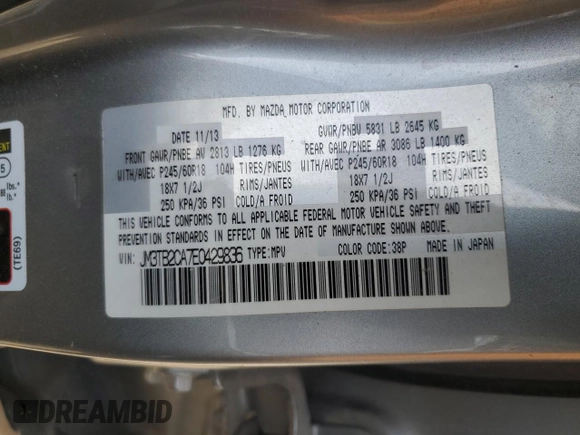 MFD. BY MAZDA MOTOR CORPORATION
DATE 11/13 GVWR/PNBV 5831 LB 2645 KG
FRONT GAWR/PNBE AV 2813 LB 1276 KG REAR GAWR/PNBE AR 3086 LB 1400 KG
WITH/AVEC P245/60R18 104H TIRES/PNEUS WITH/AVEC P245/60R18 104H TIRES/PNEUS
18X7 1/2J RIMS/JANTES 18X7 1/2J RIMS/JANTES
250 KPA/36 PSI COLD/A FROID 250 KPA/36 PSI COLD/A FROID
THIS VEHICLE CONFORMS TO ALL APPLICABLE FEDERAL MOTOR VEHICLE SAFETY AND THEFT
PREVENTION STANDARDS IN EFFECT ON THE DATE OF MANUFACTURE SHOWN ABOVE.
VIN: JM3TB2CA7E0429836 TYPE:MPV COLOR CODE:38P MADE IN JAPAN
5
lbs.
lbs.*
(TE69)
DREAMBID